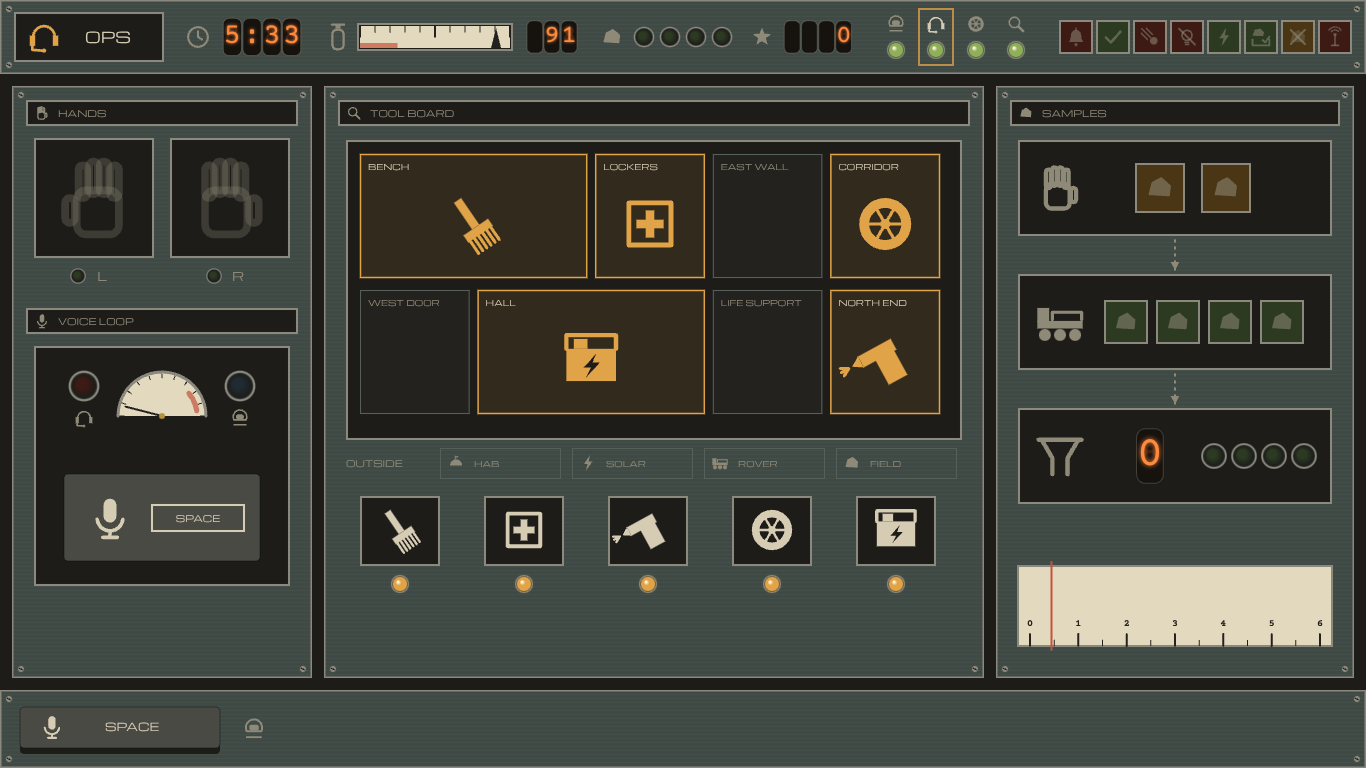 OPS
5:33
91
0
HANDS
L
R
VOICE LOOP
SPACE
TOOL BOARD
BENCH
LOCKERS
EAST WALL
CORRIDOR
WEST DOOR
HALL
LIFE SUPPORT
NORTH END
OUTSIDE
HAB
SOLAR
ROVER
FIELD
SAMPLES
0
0 1 2 3 4 5 6
SPACE